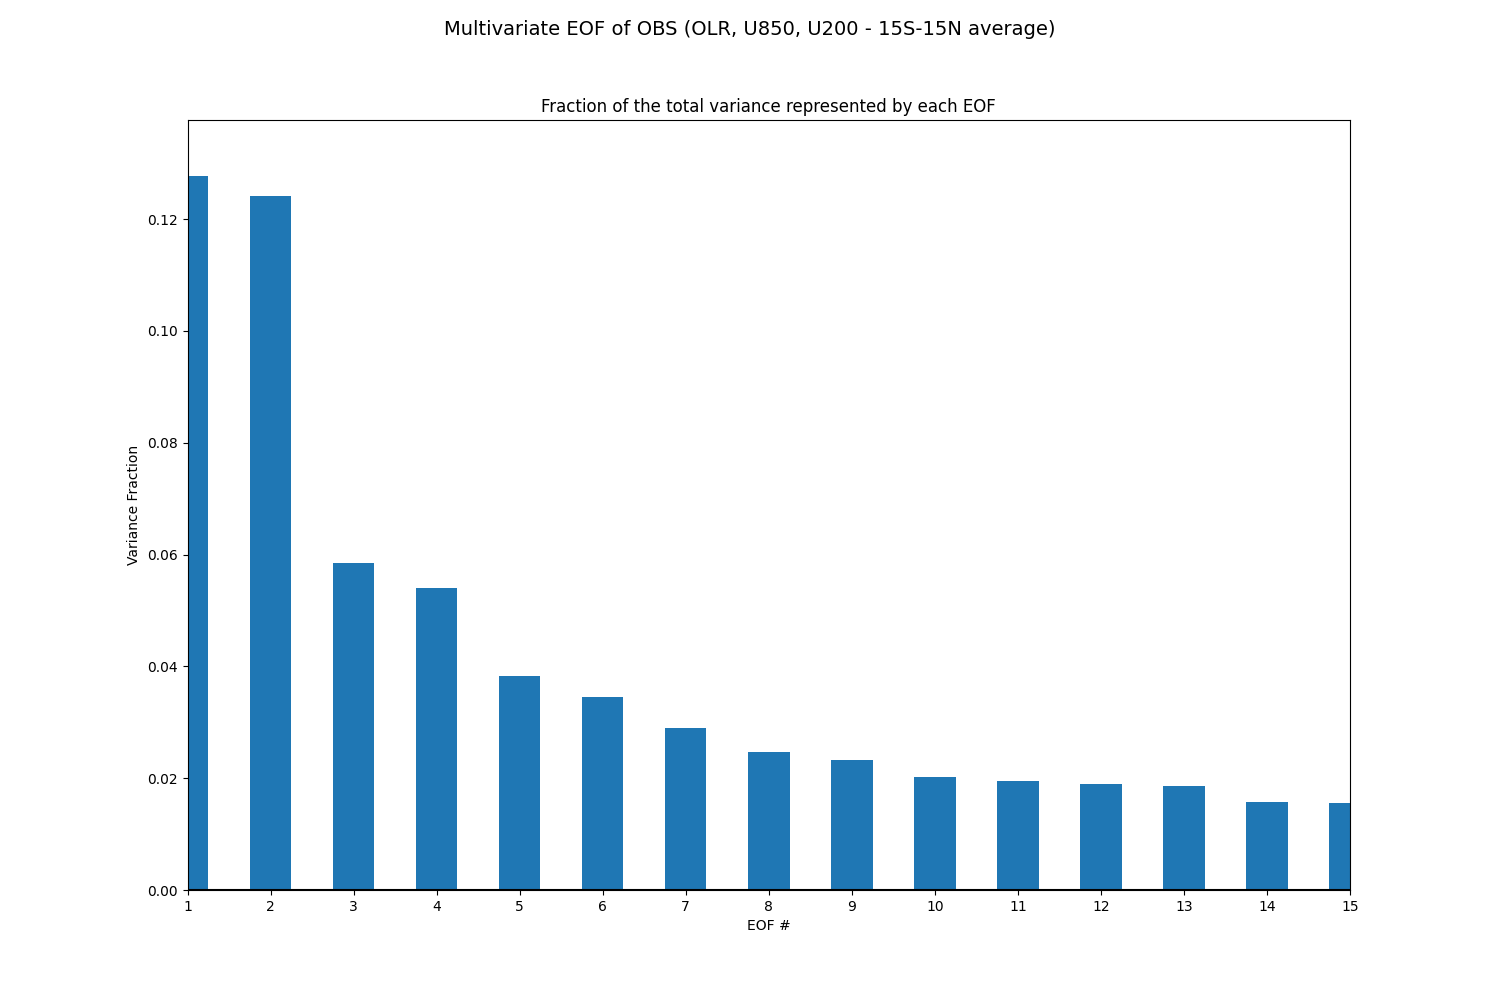 Multivariate EOF of OBS (OLR, U850, U200 - 15S-15N average)
Fraction of the total variance represented by each EOF
0.12
0.10
0.08
0.06
0.04
0.02
0.00
Variance Fraction
1 2 3 4 5 6 7 8 9 10 11 12 13 14 15
EOF #